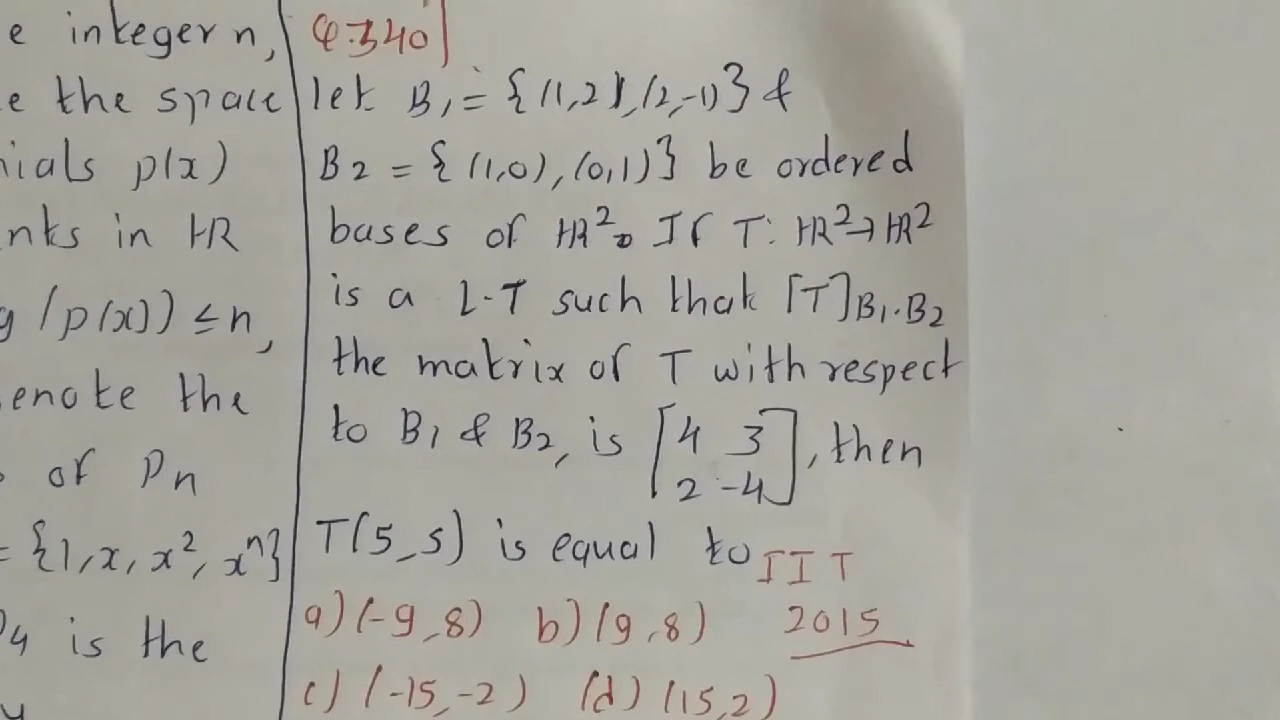 e integer n,
e the space
nials p(x)
nks in IR
g (p(x)) ≤ n,
enote the
of Pn
= {1, x, x², xⁿ}
P4 is the
Q.340]
let B₁ = {(1,2), (2,-1)} &
B2 = {(1,0), (0,1)} be ordered
bases of IR². If T: IR²→IR²
is a L.T such that [T]B₁.B2
the matrix of T with respect
to B₁ & B2, is [4 3
2 -4], then
T(5,5) is equal to IIT
a) (-9,8) b) (9,8) 2015
c) (-15,-2) (d) (15,2)